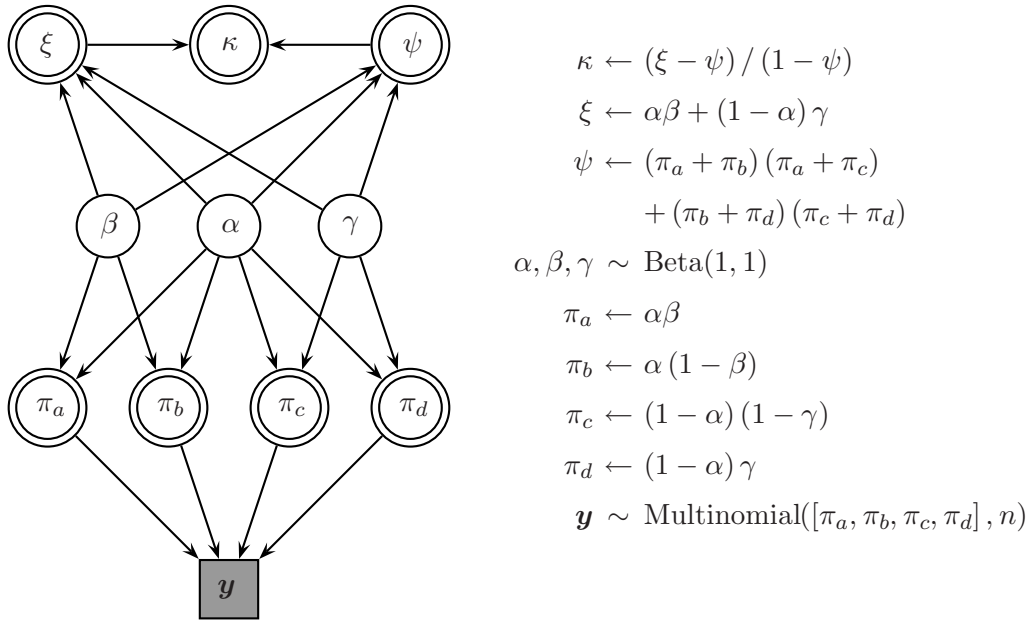 ξ κ ψ
β α γ
π_a π_b π_c π_d
y
κ ← (ξ − ψ) / (1 − ψ)
ξ ← αβ + (1 − α) γ
ψ ← (π_a + π_b) (π_a + π_c)
+ (π_b + π_d) (π_c + π_d)
α, β, γ ∼ Beta(1, 1)
π_a ← αβ
π_b ← α (1 − β)
π_c ← (1 − α) (1 − γ)
π_d ← (1 − α) γ
y ∼ Multinomial([π_a, π_b, π_c, π_d] , n)